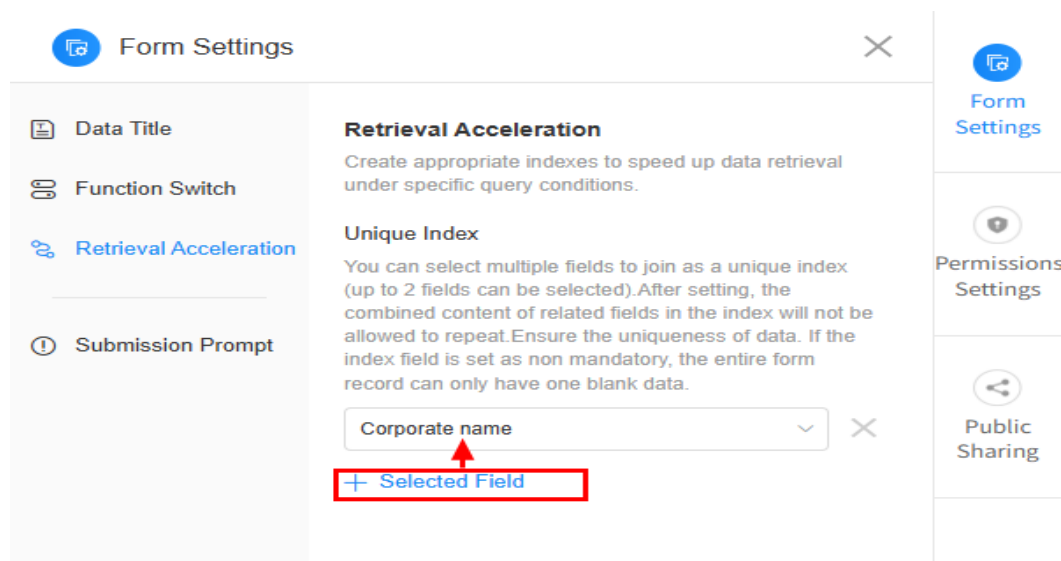 Form Settings
Data Title
Function Switch
Retrieval Acceleration
Submission Prompt
Retrieval Acceleration
Create appropriate indexes to speed up data retrieval
under specific query conditions.
Unique Index
You can select multiple fields to join as a unique index
(up to 2 fields can be selected).After setting, the
combined content of related fields in the index will not be
allowed to repeat.Ensure the uniqueness of data. If the
index field is set as non mandatory, the entire form
record can only have one blank data.
Corporate name
+ Selected Field
Form
Settings
Permissions
Settings
Public
Sharing